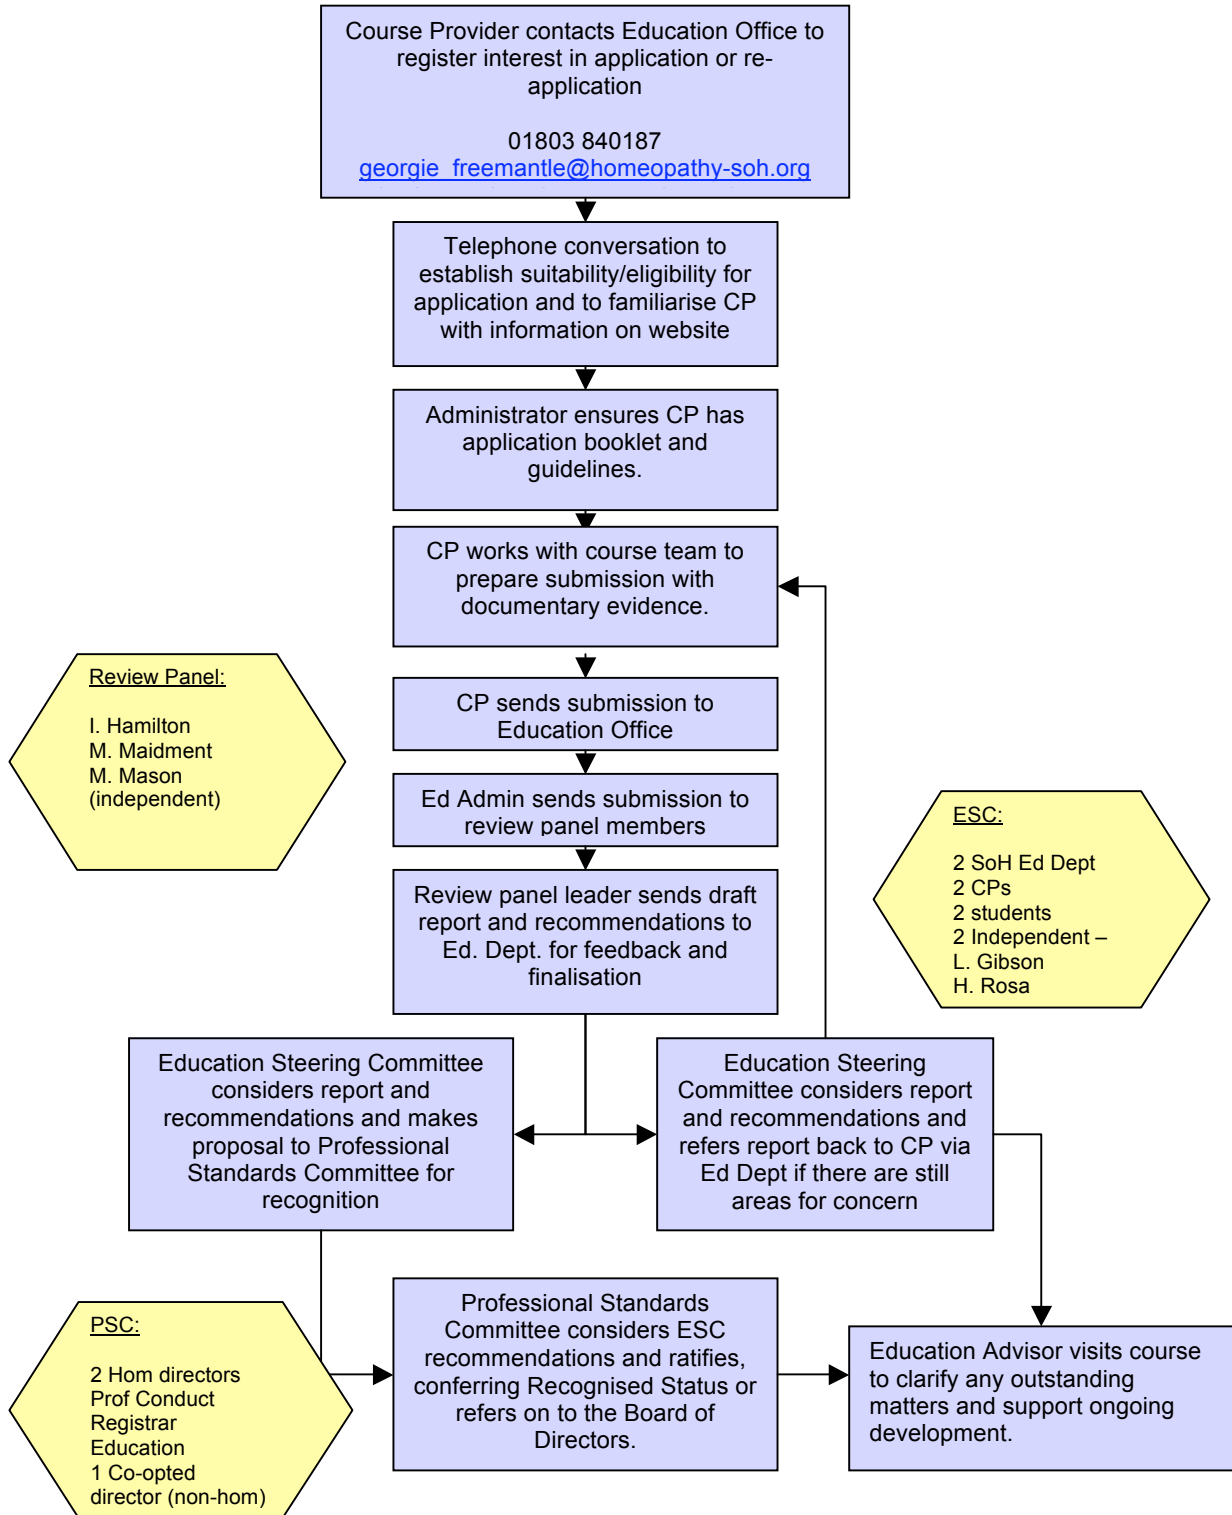 Course Provider contacts Education Office to
register interest in application or re-
application
01803 840187
georgie_freemantle@homeopathy-soh.org
Telephone conversation to
establish suitability/eligibility for
application and to familiarise CP
with information on website
Administrator ensures CP has
application booklet and
guidelines.
CP works with course team to
prepare submission with
documentary evidence.
Review Panel:
I. Hamilton
M. Maidment
M. Mason
(independent)
CP sends submission to
Education Office
Ed Admin sends submission to
review panel members
ESC:
2 SoH Ed Dept
2 CPs
2 students
2 Independent –
L. Gibson
H. Rosa
Review panel leader sends draft
report and recommendations to
Ed. Dept. for feedback and
finalisation
Education Steering Committee
considers report and
recommendations and makes
proposal to Professional
Standards Committee for
recognition
Education Steering
Committee considers report
and recommendations and
refers report back to CP via
Ed Dept if there are still
areas for concern
PSC:
2 Hom directors
Prof Conduct
Registrar
Education
1 Co-opted
director (non-hom)
Professional Standards
Committee considers ESC
recommendations and ratifies,
conferring Recognised Status or
refers on to the Board of
Directors.
Education Advisor visits course
to clarify any outstanding
matters and support ongoing
development.